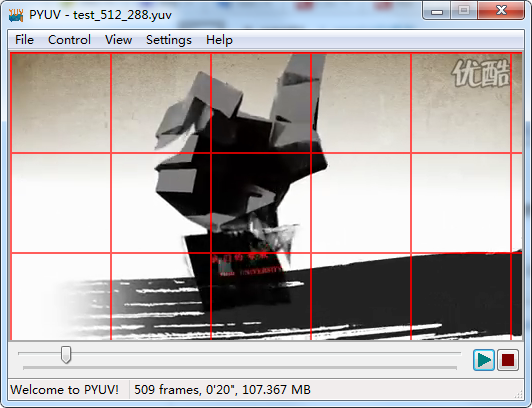 PYUV - test_512_288.yuv
File Control View Settings Help
优酷
UNIVERSITY
Welcome to PYUV! 509 frames, 0'20", 107.367 MB